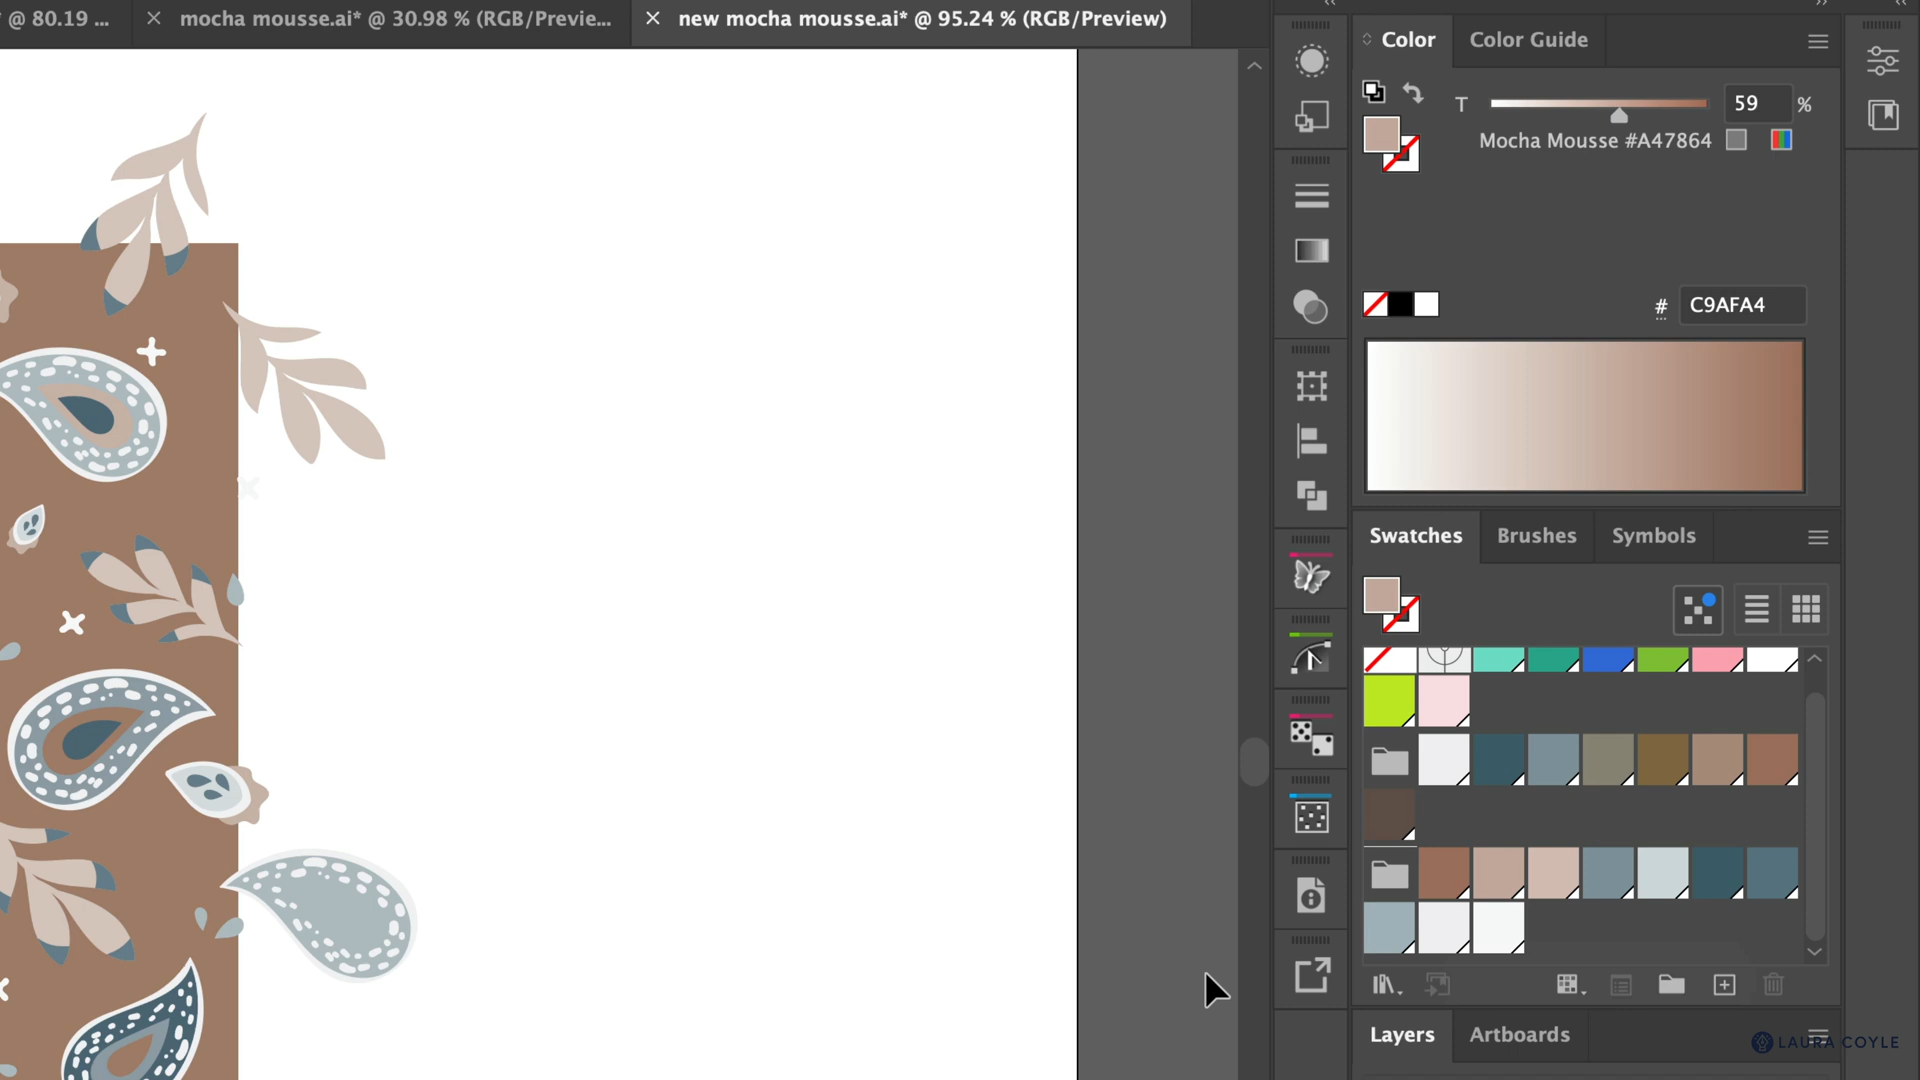 @ 80.19 ...
mocha mousse.ai* @ 30.98 % (RGB/Previe...
new mocha mousse.ai* @ 95.24 % (RGB/Preview)
Color
Color Guide
T
59
%
Mocha Mousse #A47864
#
C9AFA4
Swatches
Brushes
Symbols
Layers
Artboards
LAURA COYLE